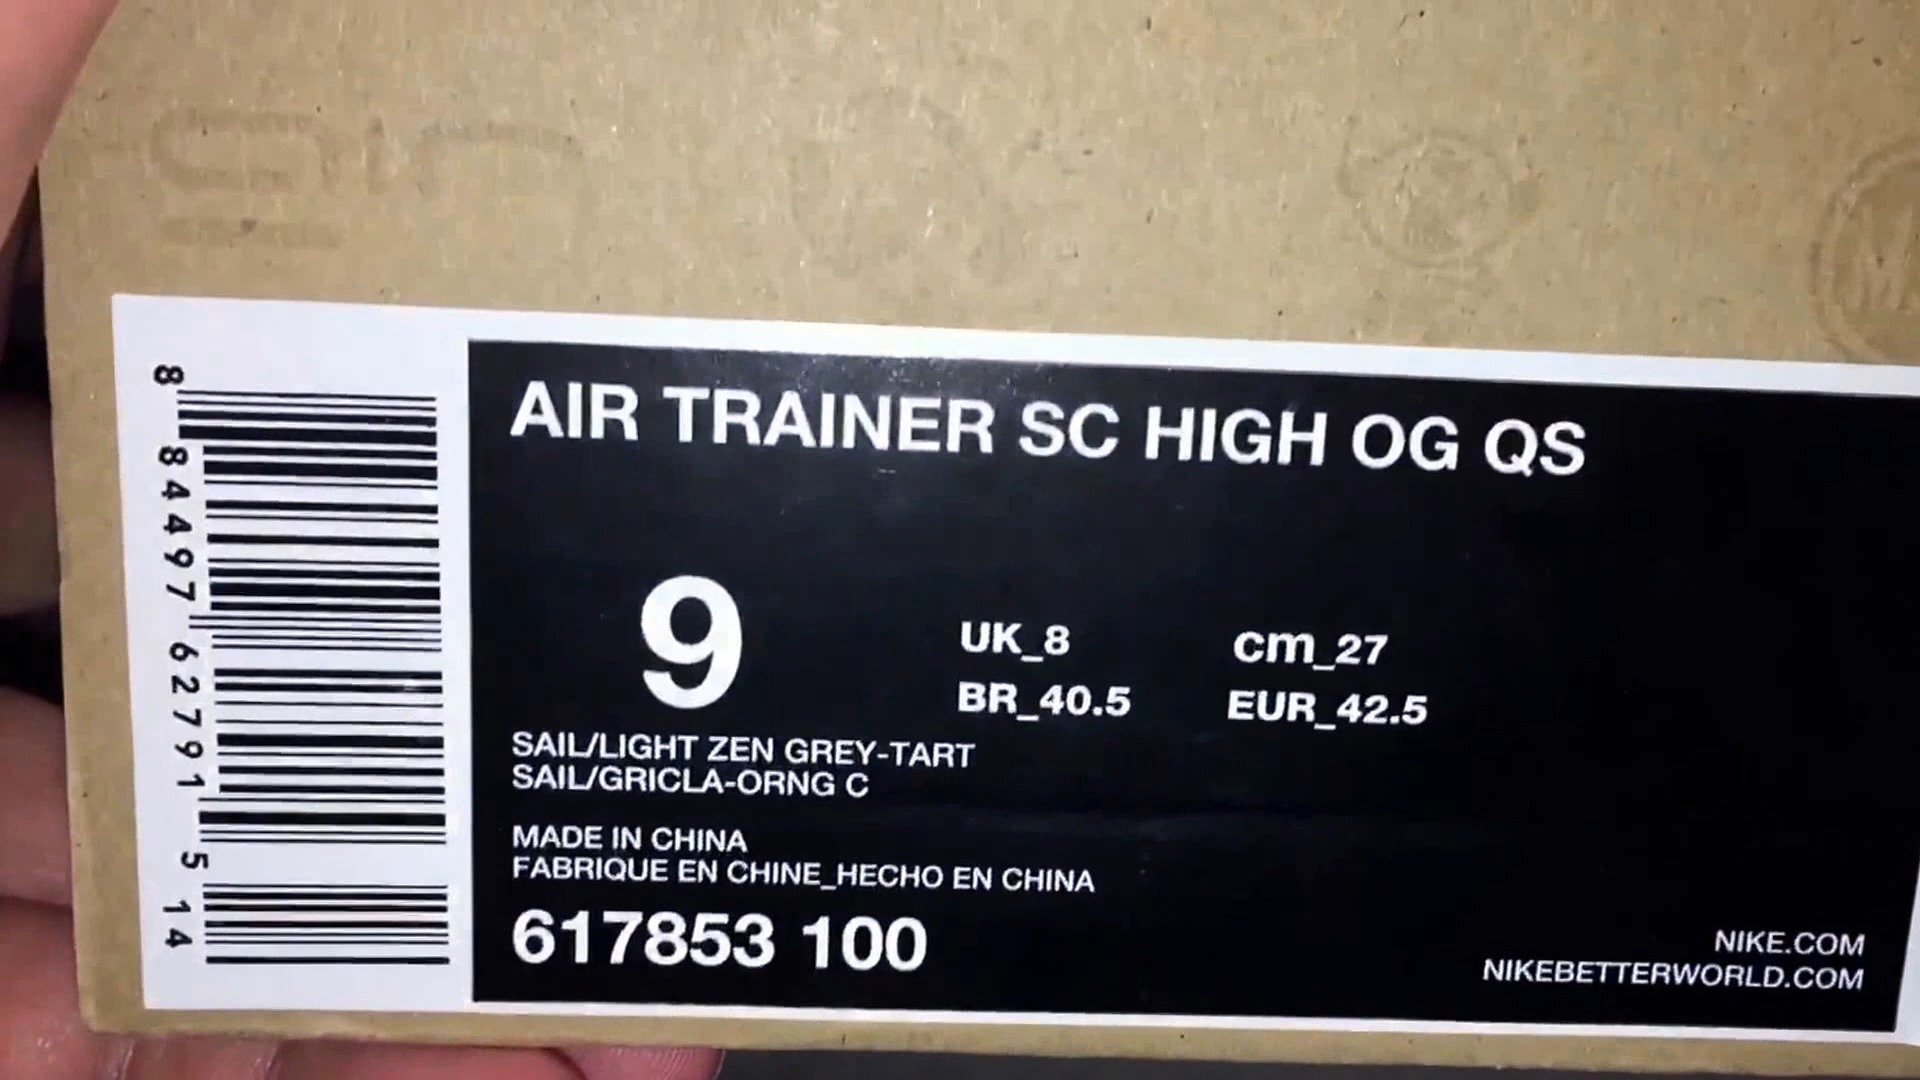 AIR TRAINER SC HIGH OG QS
9
UK_8 cm_27
BR_40.5 EUR_42.5
SAIL/LIGHT ZEN GREY-TART
SAIL/GRICLA-ORNG C
MADE IN CHINA
FABRIQUE EN CHINE_HECHO EN CHINA
617853 100
NIKE.COM
NIKEBETTERWORLD.COM
8 84497 62791 5 14